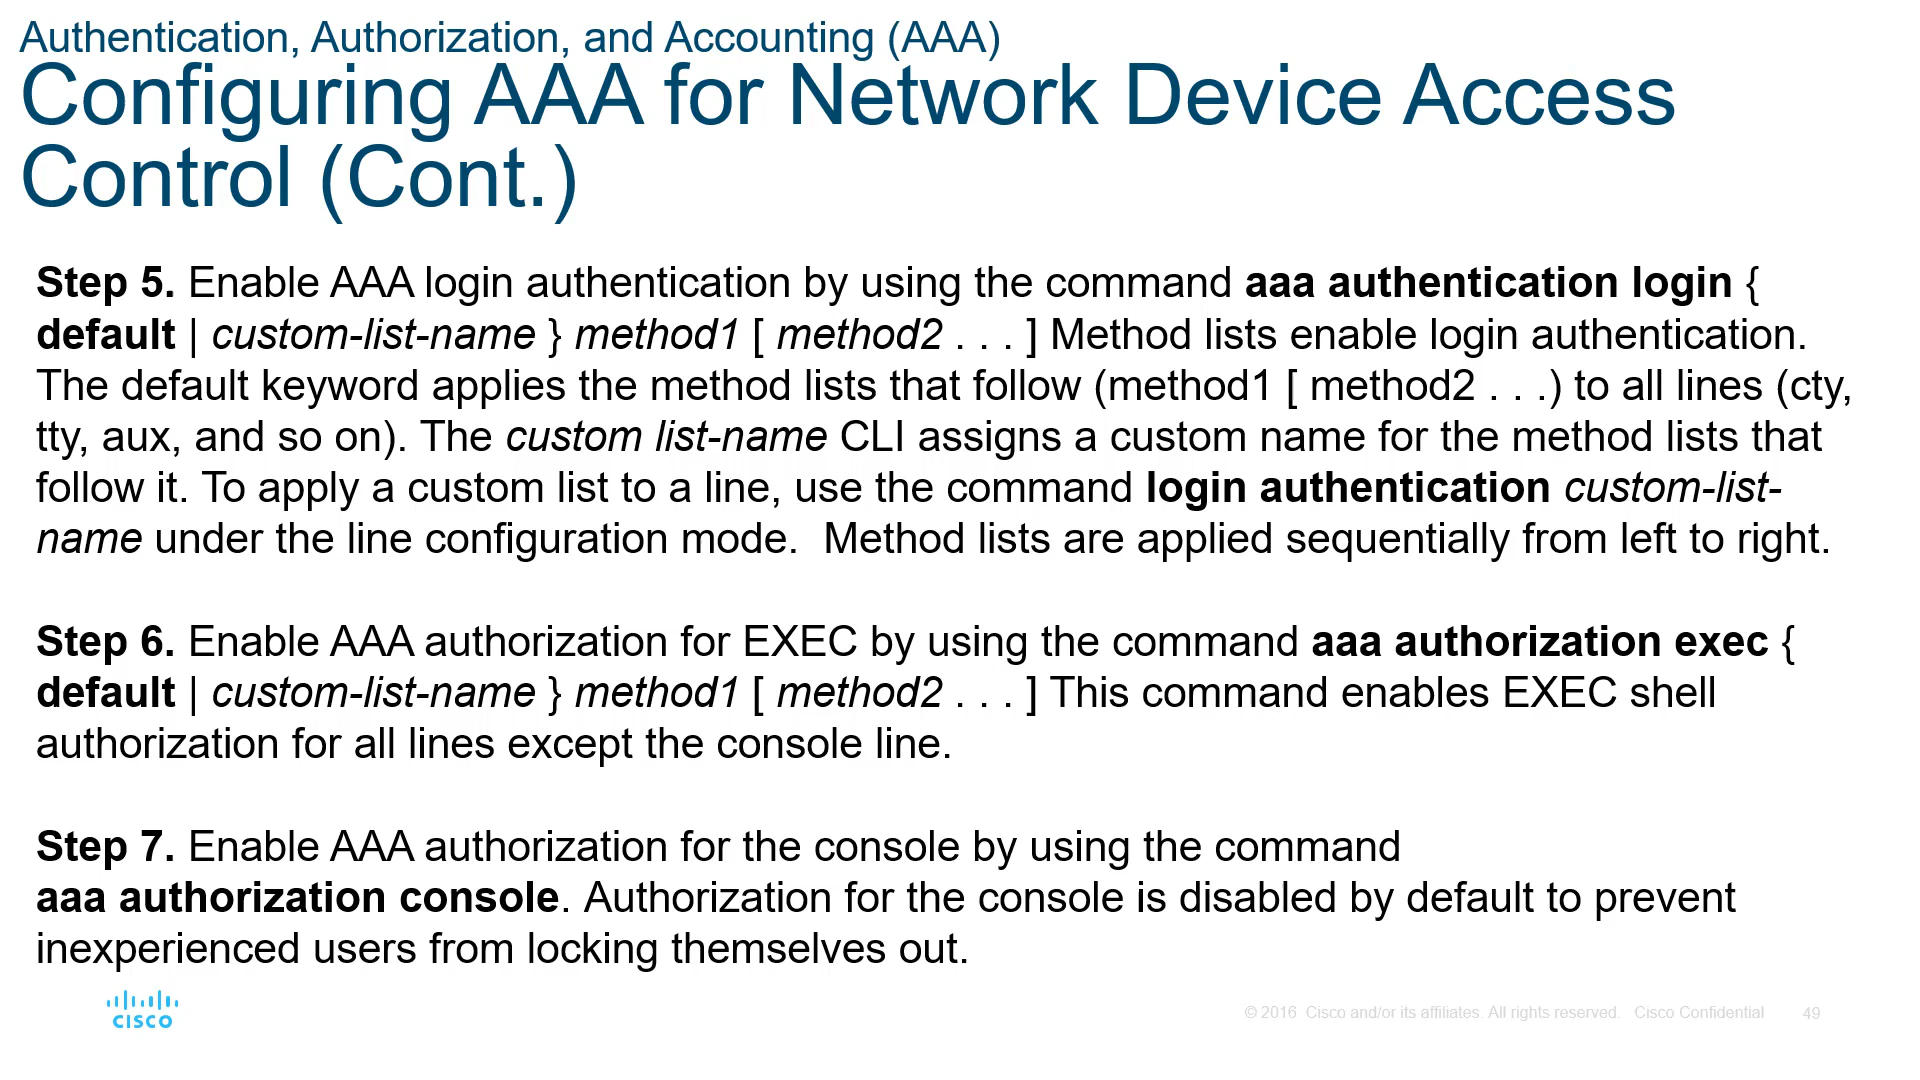 Authentication, Authorization, and Accounting (AAA)
Configuring AAA for Network Device Access
Control (Cont.)
Step 5. Enable AAA login authentication by using the command aaa authentication login {
default | custom-list-name } method1 [ method2 . . . ] Method lists enable login authentication.
The default keyword applies the method lists that follow (method1 [ method2 . . .) to all lines (cty,
tty, aux, and so on). The custom list-name CLI assigns a custom name for the method lists that
follow it. To apply a custom list to a line, use the command login authentication custom-list-
name under the line configuration mode.  Method lists are applied sequentially from left to right.
Step 6. Enable AAA authorization for EXEC by using the command aaa authorization exec {
default | custom-list-name } method1 [ method2 . . . ] This command enables EXEC shell
authorization for all lines except the console line.
Step 7. Enable AAA authorization for the console by using the command
aaa authorization console. Authorization for the console is disabled by default to prevent
inexperienced users from locking themselves out.
CISCO
© 2016  Cisco and/or its affiliates. All rights reserved.   Cisco Confidential 49